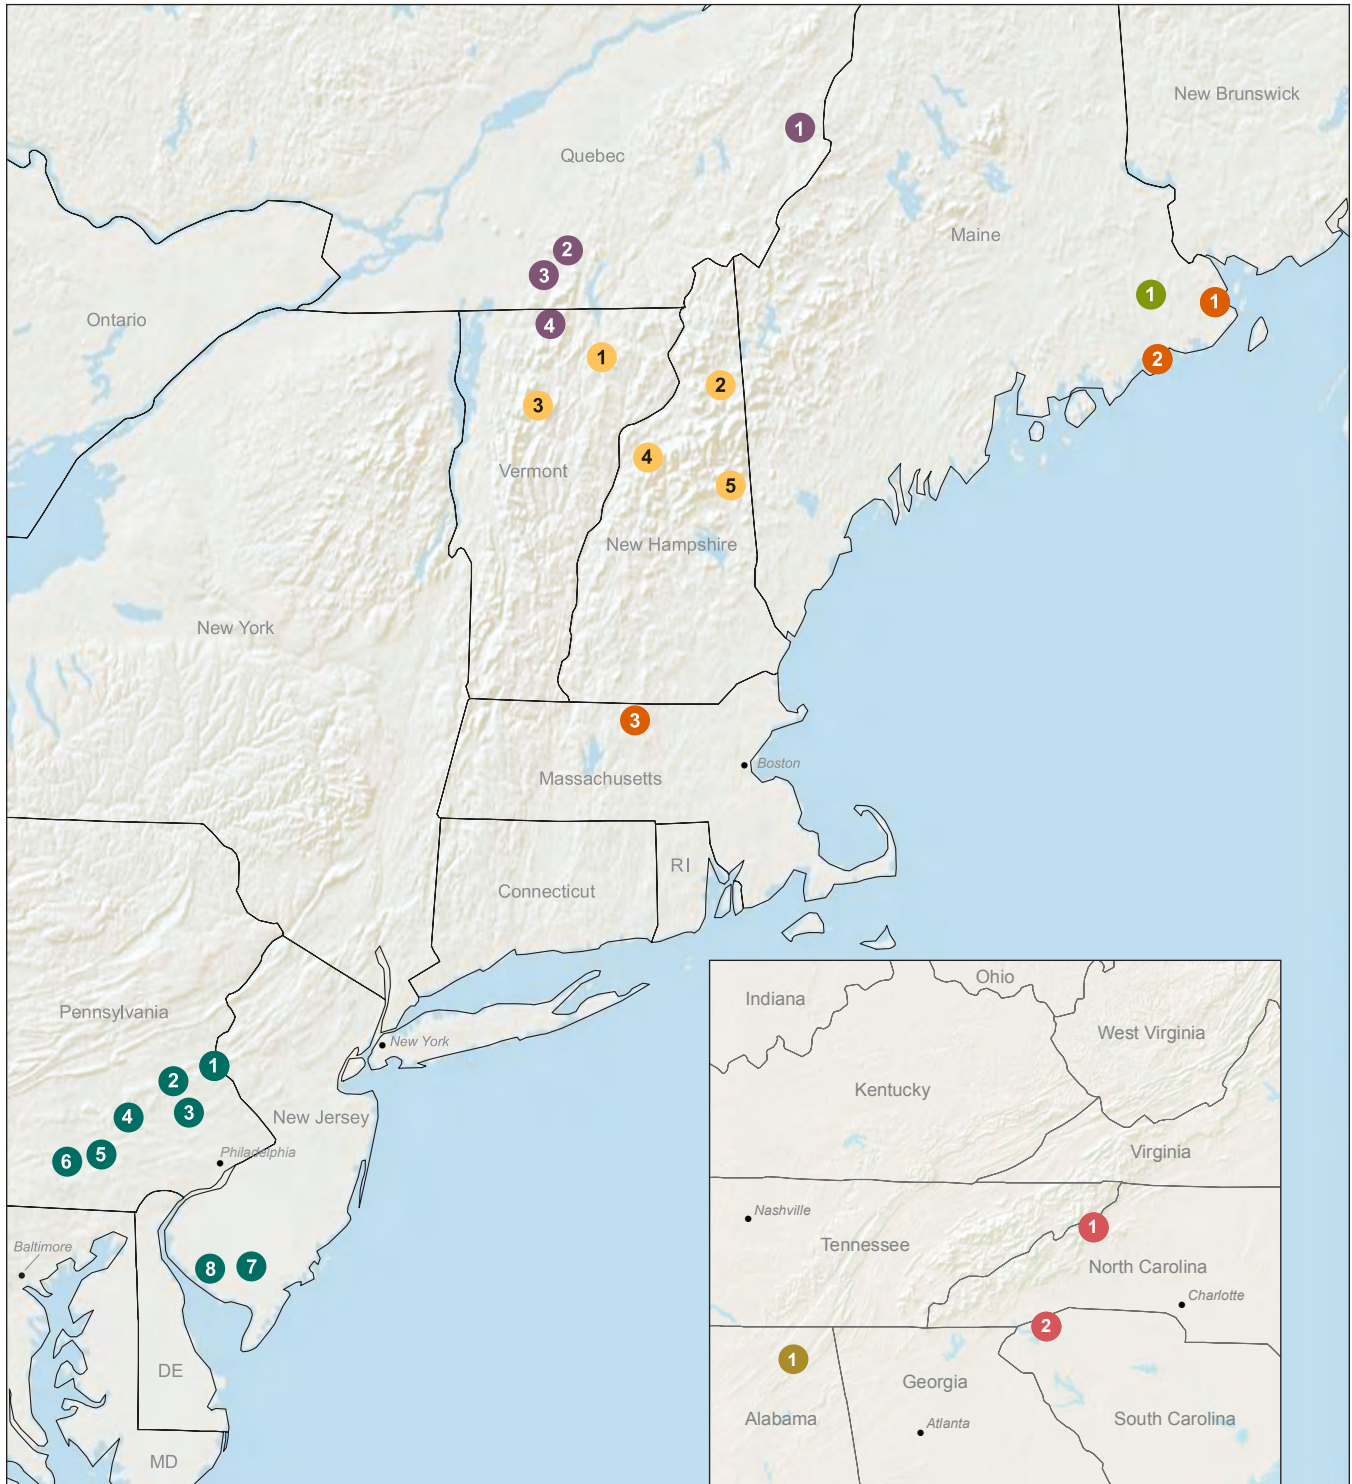 New Brunswick
1
Quebec
Maine
2
3
1
1
Ontario
4
1
2
2
3
4
Vermont
5
New Hampshire
New York
3
Boston
Massachusetts
RI
Connecticut
Pennsylvania
New York
1
2
3
4
New Jersey
5
6
Philadelphia
Baltimore
8
7
DE
MD
Ohio
Indiana
West Virginia
Kentucky
Virginia
Nashville
1
Tennessee
North Carolina
Charlotte
2
1
Georgia
Alabama
Atlanta
South Carolina